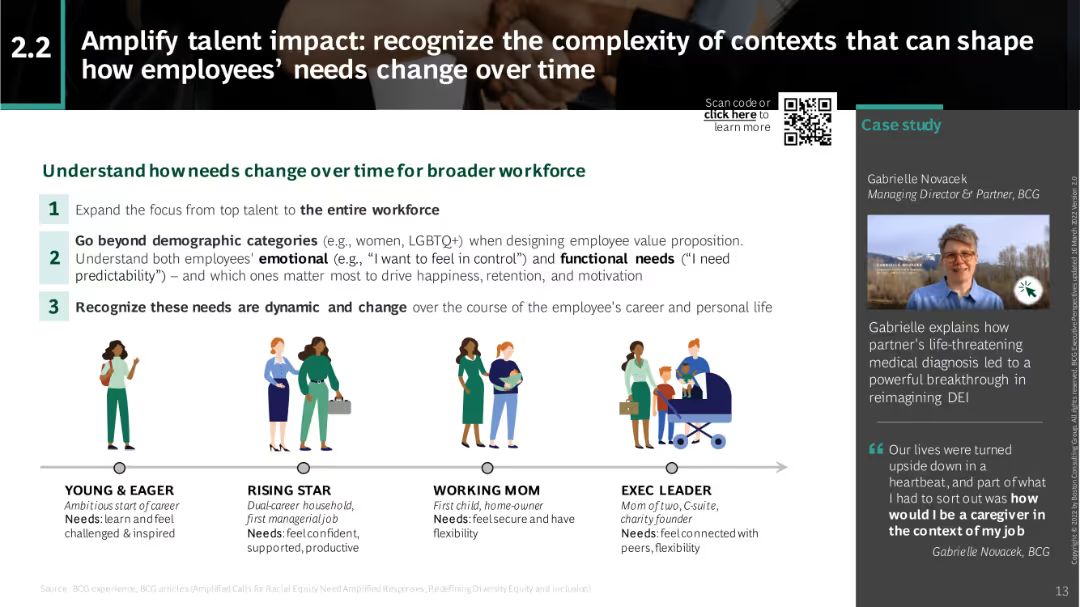 2.2
Amplify talent impact: recognize the complexity of contexts that can shape
how employees' needs change over time
Scan code or
click here to
learn more
Case study
Understand how needs change over time for broader workforce
1 Expand the focus from top talent to the entire workforce
2 Go beyond demographic categories (e.g., women, LGBTQ+) when designing employee value proposition.
Understand both employees' emotional (e.g., "I want to feel in control") and functional needs ("I need
predictability") – and which ones matter most to drive happiness, retention, and motivation
3 Recognize these needs are dynamic and change over the course of the employee's career and personal life
YOUNG & EAGER
Ambitious start of career
Needs: learn and feel
challenged & inspired
RISING STAR
Dual-career household,
first managerial job
Needs: feel confident,
supported, productive
WORKING MOM
First child, home-owner
Needs: feel secure and have
flexibility
EXEC LEADER
Mom of two, C-suite,
charity founder
Needs: feel connected with
peers, flexibility
Gabrielle Novacek
Managing Director & Partner, BCG
Gabrielle explains how
partner's life-threatening
medical diagnosis led to a
powerful breakthrough in
reimagining DEI
“ Our lives were turned
upside down in a
heartbeat, and part of what
I had to sort out was how
would I be a caregiver in
the context of my job
Gabrielle Novacek, BCG
Source: BCG experience, BCG articles (Amplified Calls for Racial Equity Need Amplified Responses, Redefining Diversity Equity and inclusion)
13
Copyright © 2022 by Boston Consulting Group. All rights reserved. BCG Executive Perspectives updated 16 March 2022 Version 2.0